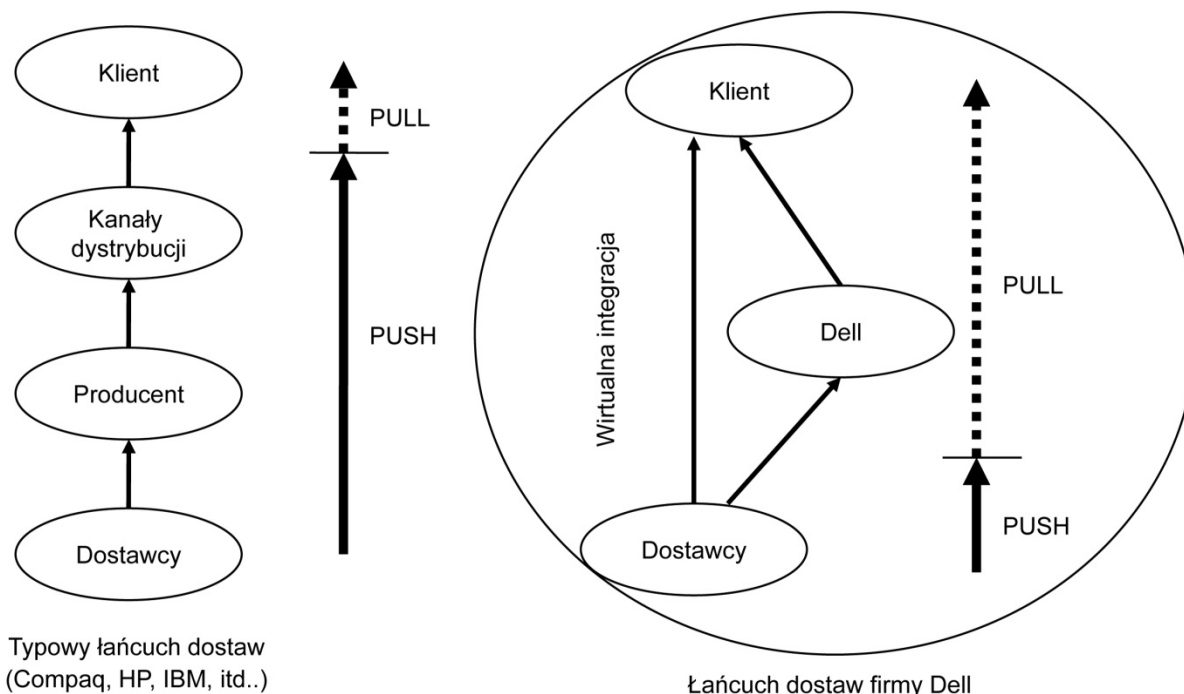 Klient
Kanały
dystrybucji
Producent
Dostawcy
PULL
PUSH
Typowy łańcuch dostaw
(Compaq, HP, IBM, itd..)
Klient
Wirtualna integracja
Dell
Dostawcy
PULL
PUSH
Łańcuch dostaw firmy Dell